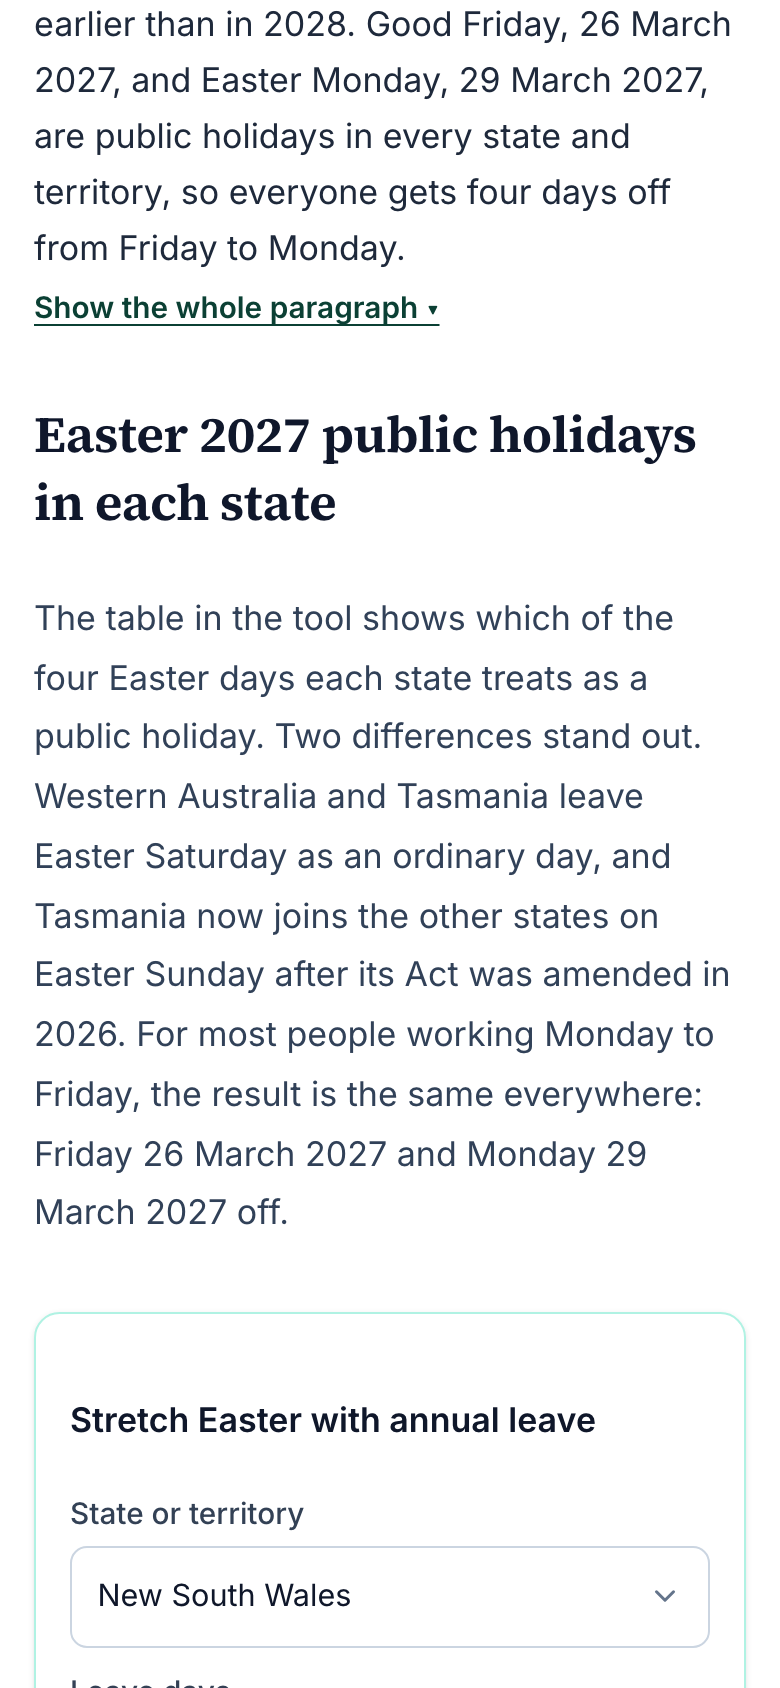 earlier than in 2028. Good Friday, 26 March
2027, and Easter Monday, 29 March 2027,
are public holidays in every state and
territory, so everyone gets four days off
from Friday to Monday.
Show the whole paragraph ▾
Easter 2027 public holidays
in each state
The table in the tool shows which of the
four Easter days each state treats as a
public holiday. Two differences stand out.
Western Australia and Tasmania leave
Easter Saturday as an ordinary day, and
Tasmania now joins the other states on
Easter Sunday after its Act was amended in
2026. For most people working Monday to
Friday, the result is the same everywhere:
Friday 26 March 2027 and Monday 29
March 2027 off.
Stretch Easter with annual leave
State or territory
New South Wales
Leave days